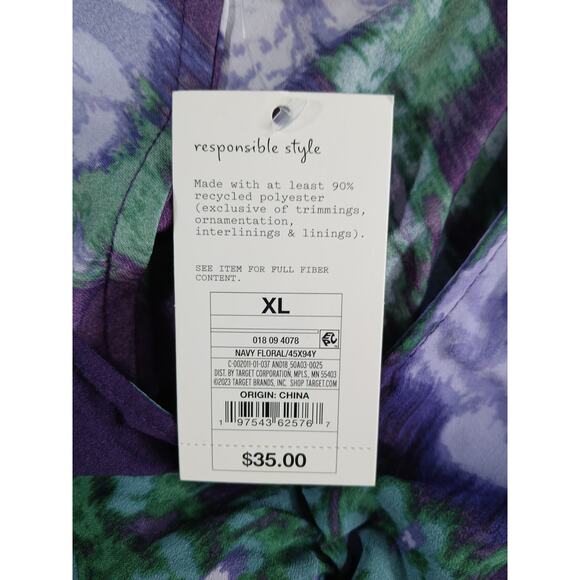 responsible style
Made with at least 90%
recycled polyester
(exclusive of trimmings,
ornamentation,
interlinings & linings).
SEE ITEM FOR FULL FIBER
CONTENT.
XL
018 09 4078
NAVY FLORAL/45X94Y
C-002011-01-037 AND18_50A03-0025
DIST. BY TARGET CORPORATION, MPLS., MN 55403
©2023 TARGET BRANDS, INC. SHOP TARGET.COM
ORIGIN: CHINA
1 97543 62576 7
$35.00